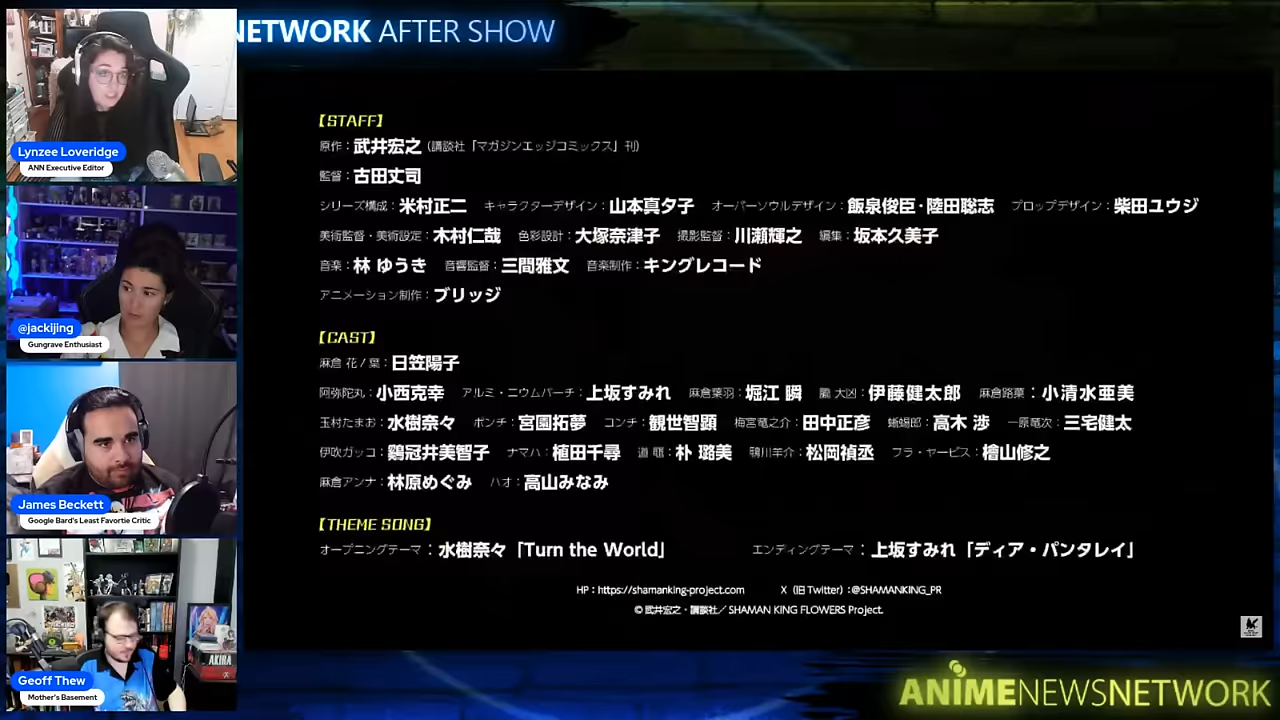 NETWORK AFTER SHOW
【STAFF】
原作：武井宏之（講談社「マガジンエッジコミックス」刊）
監督：古田丈司
シリーズ構成：米村正二 キャラクターデザイン：山本真夕子 オーバーソウルデザイン：飯泉俊臣・陸田聡志 プロップデザイン：柴田ユウジ
美術監督・美術設定：木村仁哉 色彩設計：大塚奈津子 撮影監督：川瀬輝之 編集：坂本久美子
音楽：林 ゆうき 音響監督：三間雅文 音楽制作：キングレコード
アニメーション制作：ブリッジ
【CAST】
麻倉 花 / 葉：日笠陽子
阿弥陀丸：小西克幸 アルミ・ニウムバーチ：上坂すみれ 麻倉葉羽：堀江 瞬 大凶：伊藤健太郎 麻倉路菓：小清水亜美
玉村たまお：水樹奈々 ポンチ：宮園拓夢 コンチ：観世智顕 梅宮竜之介：田中正彦 蜥蜴郎：高木 渉 一原竜次：三宅健太
伊吹ガッコ：鶏冠井美智子 ナマハ：植田千尋 道 ：朴 璐美 鴨川羊介：松岡禎丞 フラ・ヤービス：檜山修之
麻倉アンナ：林原めぐみ ハオ：高山みなみ
【THEME SONG】
オープニングテーマ：水樹奈々「Turn the World」 エンディングテーマ：上坂すみれ「ディア・パンタレイ」
HP：https://shamanking-project.com X（旧 Twitter）:@SHAMANKING_PR
© 武井宏之・講談社／SHAMAN KING FLOWERS Project.
Lynzee Loveridge
ANN Executive Editor
@jackijing
Gungrave Enthusiast
James Beckett
Google Bard's Least Favortie Critic
AKIRA
Geoff Thew
Mother's Basement
ANIMENEWSNETWORK